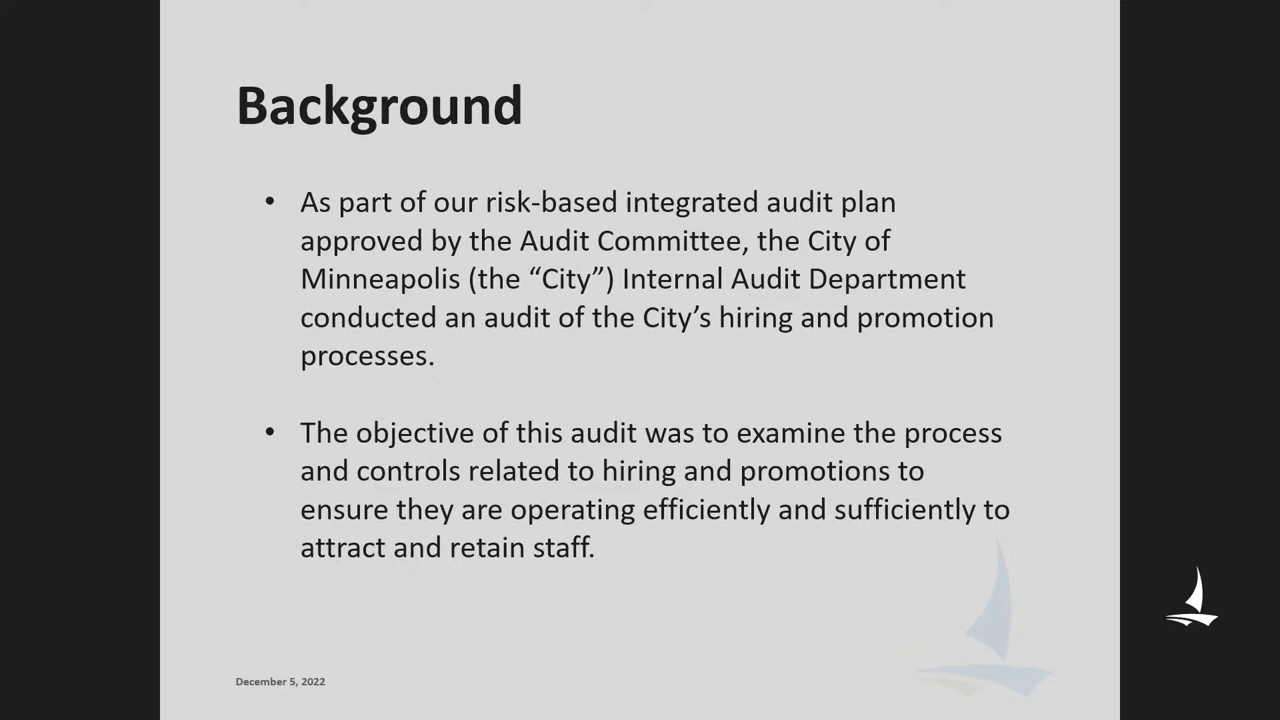 Background
• As part of our risk-based integrated audit plan
approved by the Audit Committee, the City of
Minneapolis (the “City”) Internal Audit Department
conducted an audit of the City’s hiring and promotion
processes.
• The objective of this audit was to examine the process
and controls related to hiring and promotions to
ensure they are operating efficiently and sufficiently to
attract and retain staff.
December 5, 2022